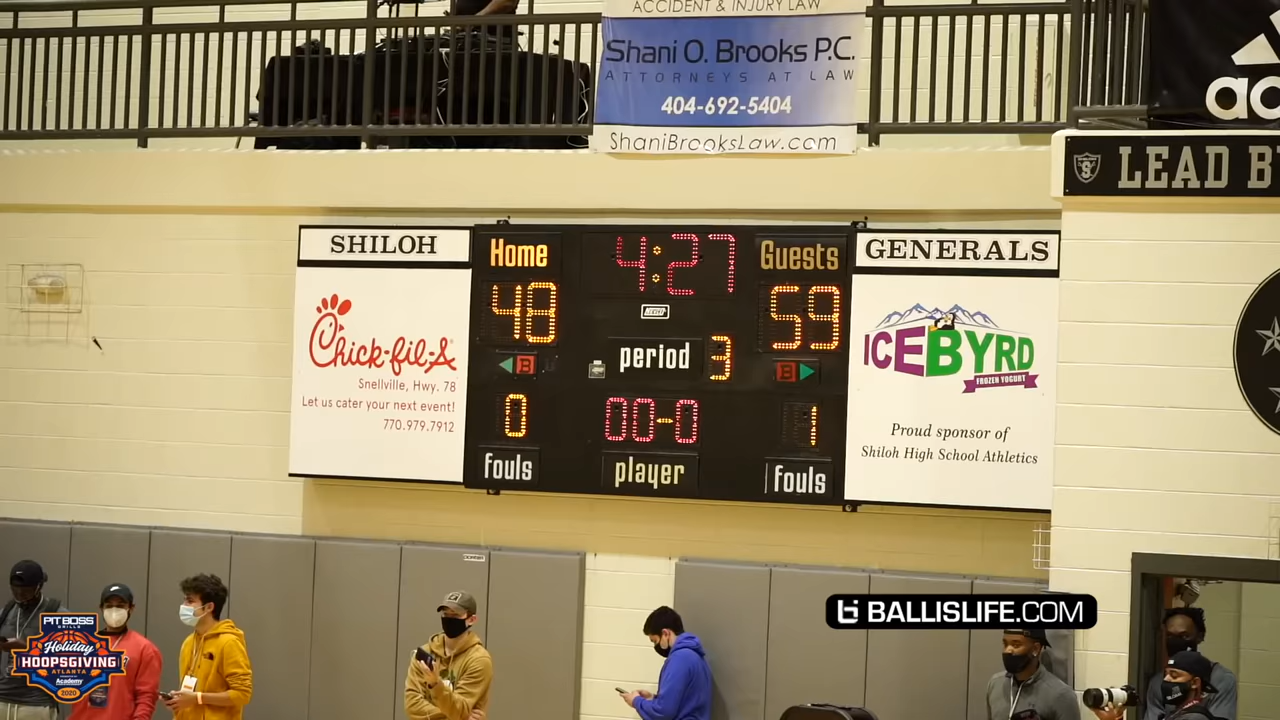 ACCIDENT & INJURY LAW
Shani O. Brooks P.C.
ATTORNEYS AT LAW
404-692-5404
ShaniBrooksLaw.com
LEAD B
SHILOH
Chick-fil-A
Snellville, Hwy. 78
Let us cater your next event!
770.979.7912
Home
4:27
Guests
48
59
period 3
B
B
0
00-0
1
fouls
player
fouls
GENERALS
ICEBYRD
FROZEN YOGURT
Proud sponsor of
Shiloh High School Athletics
BALLISLIFE.COM
PIT BOSS
GRILLS
Holiday
HOOPSGIVING
ATLANTA
Academy
2020